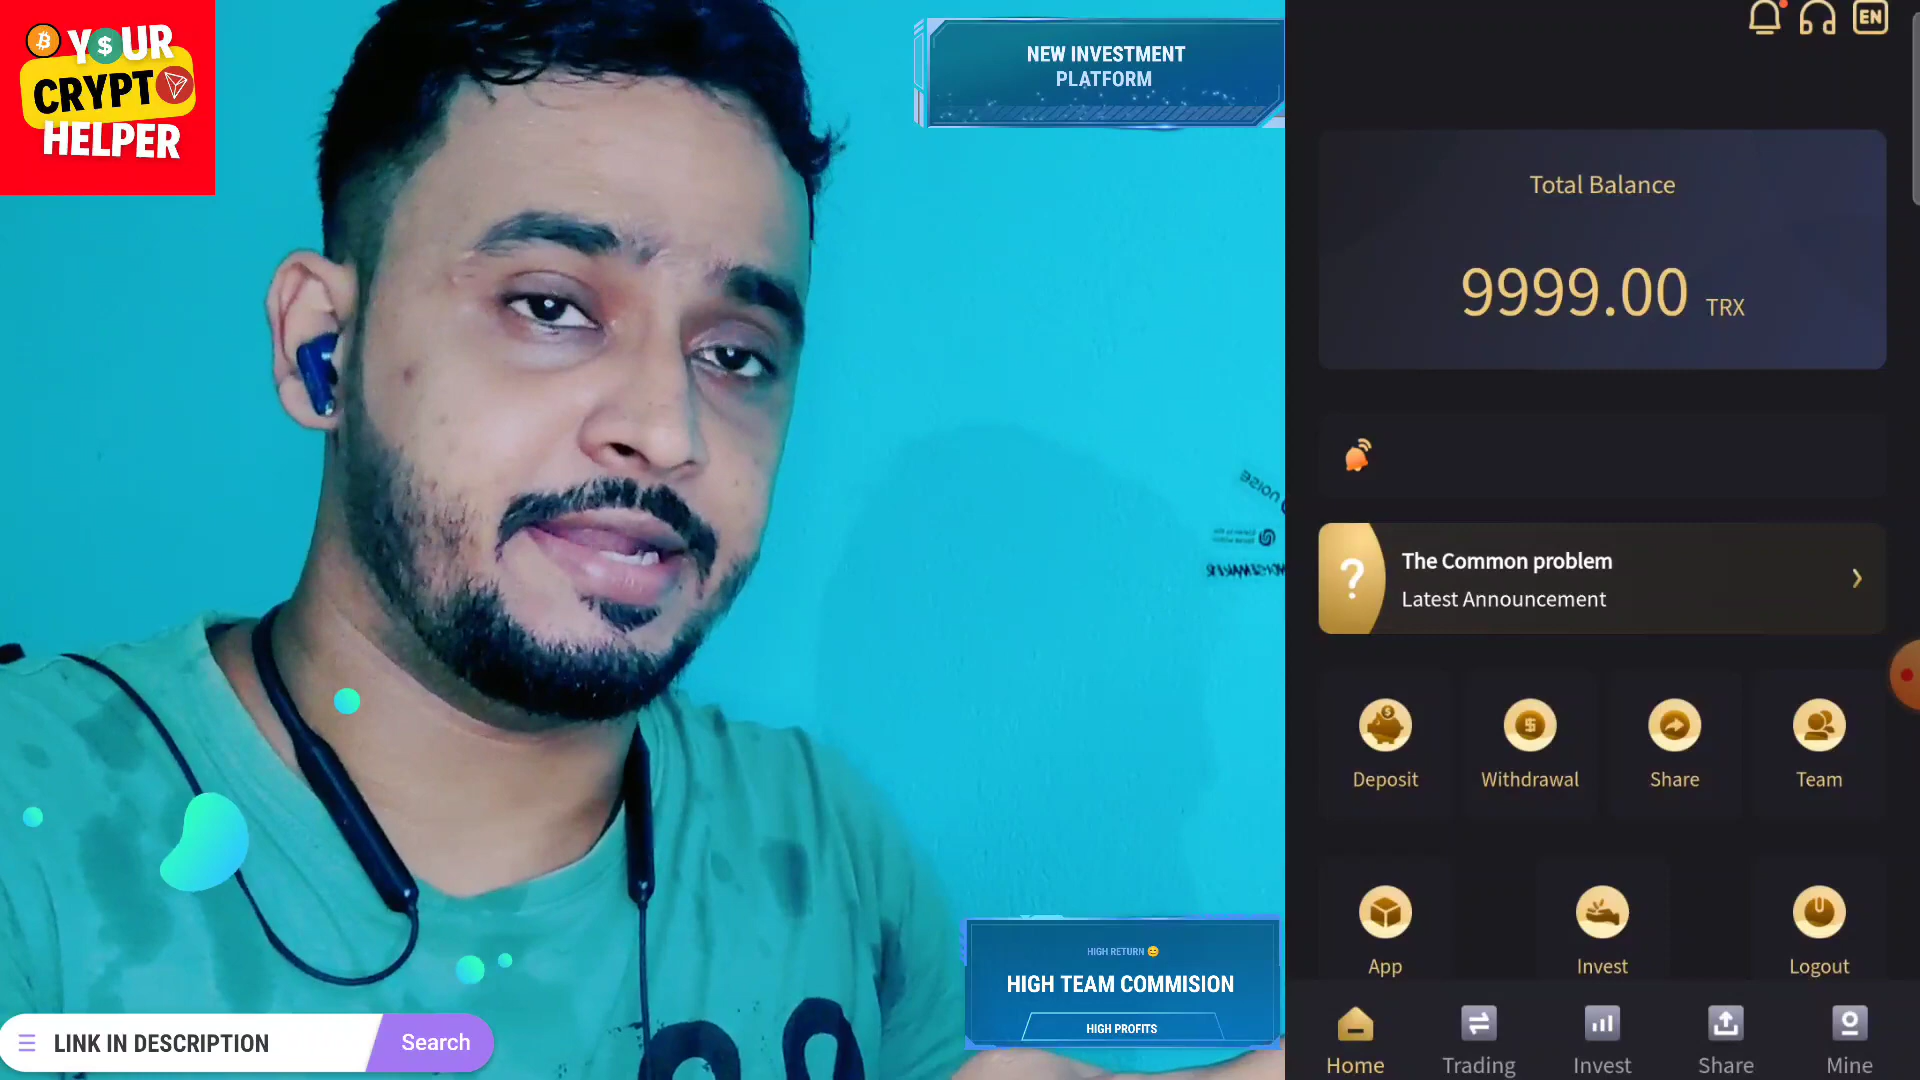 YOUR
CRYPTO
HELPER
NEW INVESTMENT
PLATFORM
EN
Total Balance
9999.00 TRX
NOISE
NOISEMAKER
The Common problem
Latest Announcement
Deposit
Withdrawal
Share
Team
App
Invest
Logout
HIGH RETURN 😊
HIGH TEAM COMMISION
HIGH PROFITS
LINK IN DESCRIPTION
Search
Home
Trading
Invest
Share
Mine